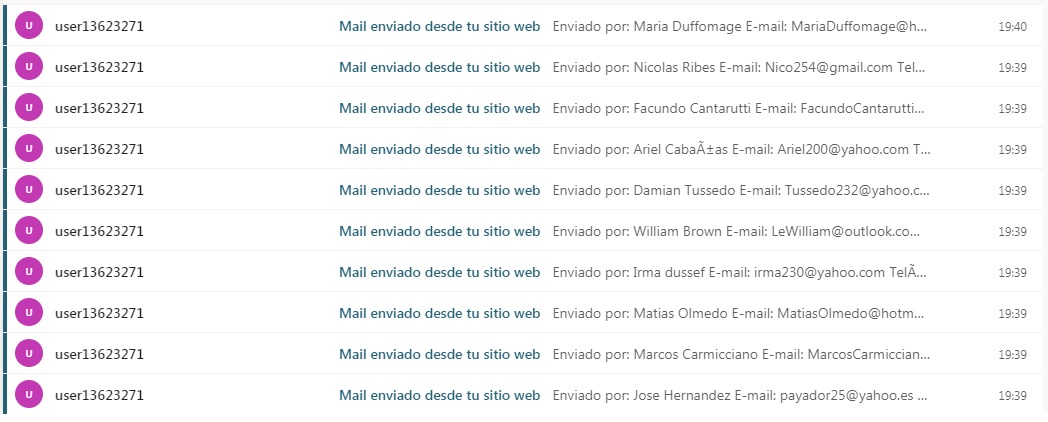 U user13623271 Mail enviado desde tu sitio web Enviado por: Maria Duffomage E-mail: MariaDuffomage@h... 19:40
U user13623271 Mail enviado desde tu sitio web Enviado por: Nicolas Ribes E-mail: Nico254@gmail.com Tel... 19:39
U user13623271 Mail enviado desde tu sitio web Enviado por: Facundo Cantarutti E-mail: FacundoCantarutti... 19:39
U user13623271 Mail enviado desde tu sitio web Enviado por: Ariel CabaÃ±as E-mail: Ariel200@yahoo.com T... 19:39
U user13623271 Mail enviado desde tu sitio web Enviado por: Damian Tussedo E-mail: Tussedo232@yahoo.c... 19:39
U user13623271 Mail enviado desde tu sitio web Enviado por: William Brown E-mail: LeWilliam@outlook.co... 19:39
U user13623271 Mail enviado desde tu sitio web Enviado por: Irma dussef E-mail: irma230@yahoo.com TelÃ... 19:39
U user13623271 Mail enviado desde tu sitio web Enviado por: Matias Olmedo E-mail: MatiasOlmedo@hotm... 19:39
U user13623271 Mail enviado desde tu sitio web Enviado por: Marcos Carmicciano E-mail: MarcosCarmiccian... 19:39
U user13623271 Mail enviado desde tu sitio web Enviado por: Jose Hernandez E-mail: payador25@yahoo.es ... 19:39